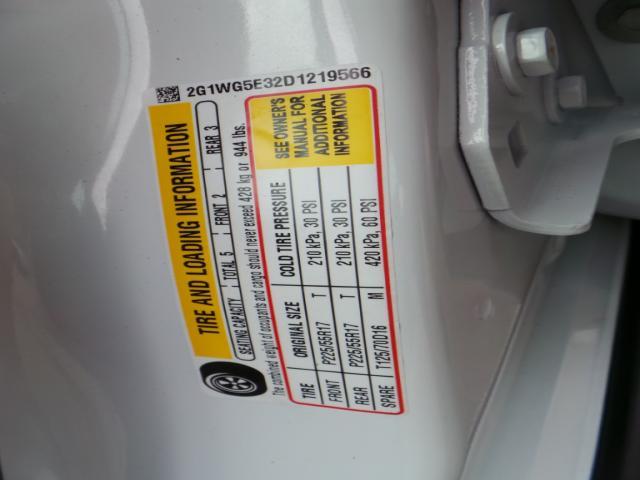 2G1WG5E32D1219566
TIRE AND LOADING INFORMATION
SEATING CAPACITY | TOTAL 5 | FRONT 2 | REAR 3
The combined weight of occupants and cargo should never exceed 428 kg or 944 lbs.
TIRE ORIGINAL SIZE COLD TIRE PRESSURE
FRONT P225/55R17 T 210 kPa, 30 PSI
REAR P225/55R17 T 210 kPa, 30 PSI
SPARE T125/70D16 M 420 kPa, 60 PSI
SEE OWNER'S
MANUAL FOR
ADDITIONAL
INFORMATION